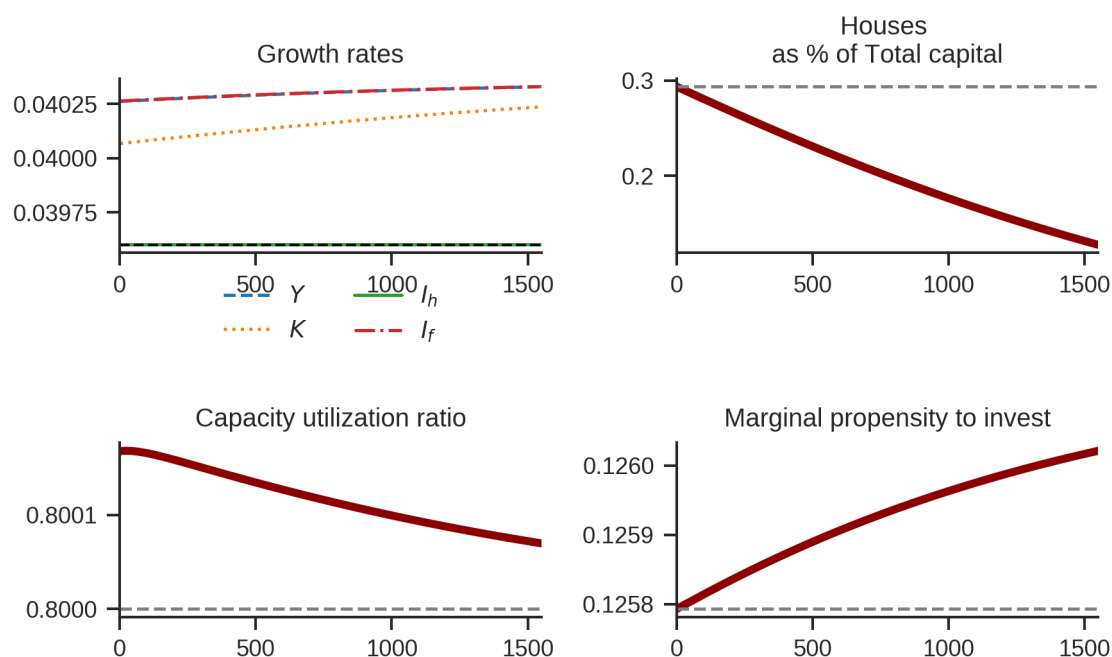 Growth rates
0.04025
0.04000
0.03975
0 500 1000 1500
Y I_h
K I_f
Houses
as % of Total capital
0.3
0.2
0 500 1000 1500
Capacity utilization ratio
0.8001
0.8000
0 500 1000 1500
Marginal propensity to invest
0.1260
0.1259
0.1258
0 500 1000 1500